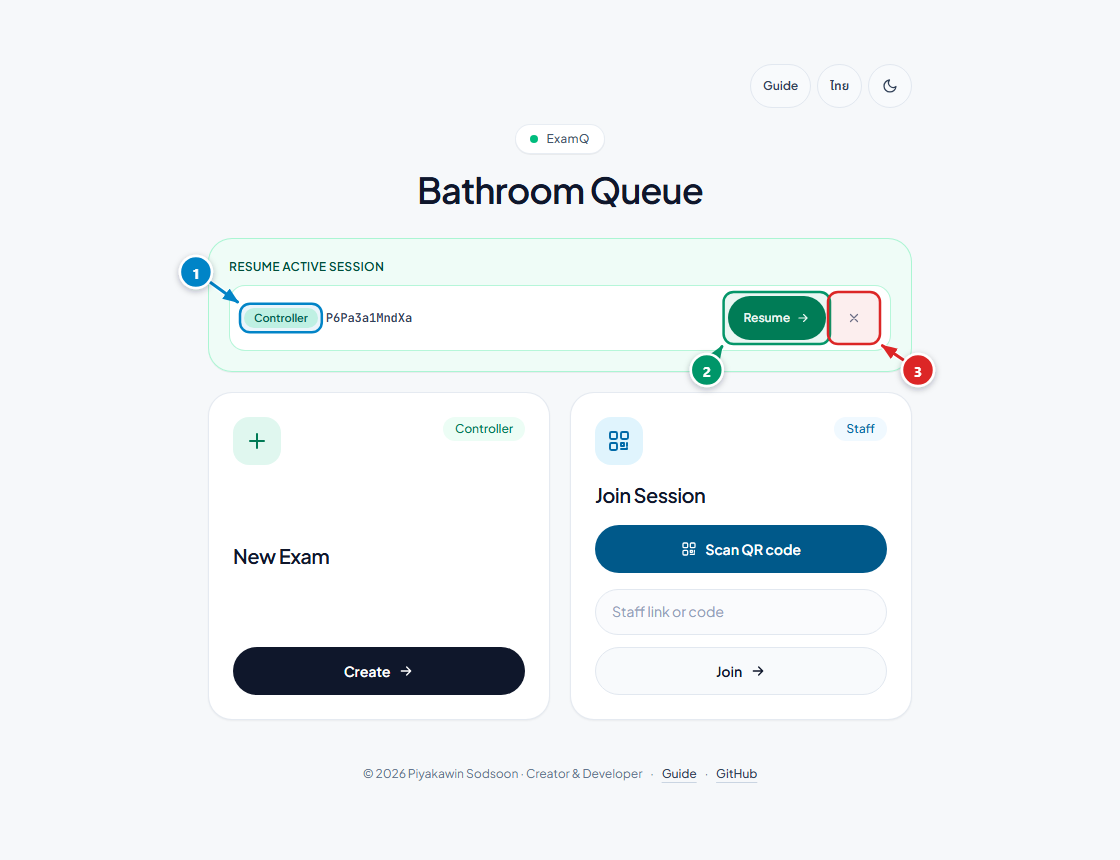 Guide
ไทย
ExamQ
Bathroom Queue
RESUME ACTIVE SESSION
1
Controller P6Pa3a1MndXa
Resume →
×
2
3
Controller
New Exam
Create →
Staff
Join Session
Scan QR code
Staff link or code
Join →
© 2026 Piyakawin Sodsoon · Creator & Developer · Guide · GitHub